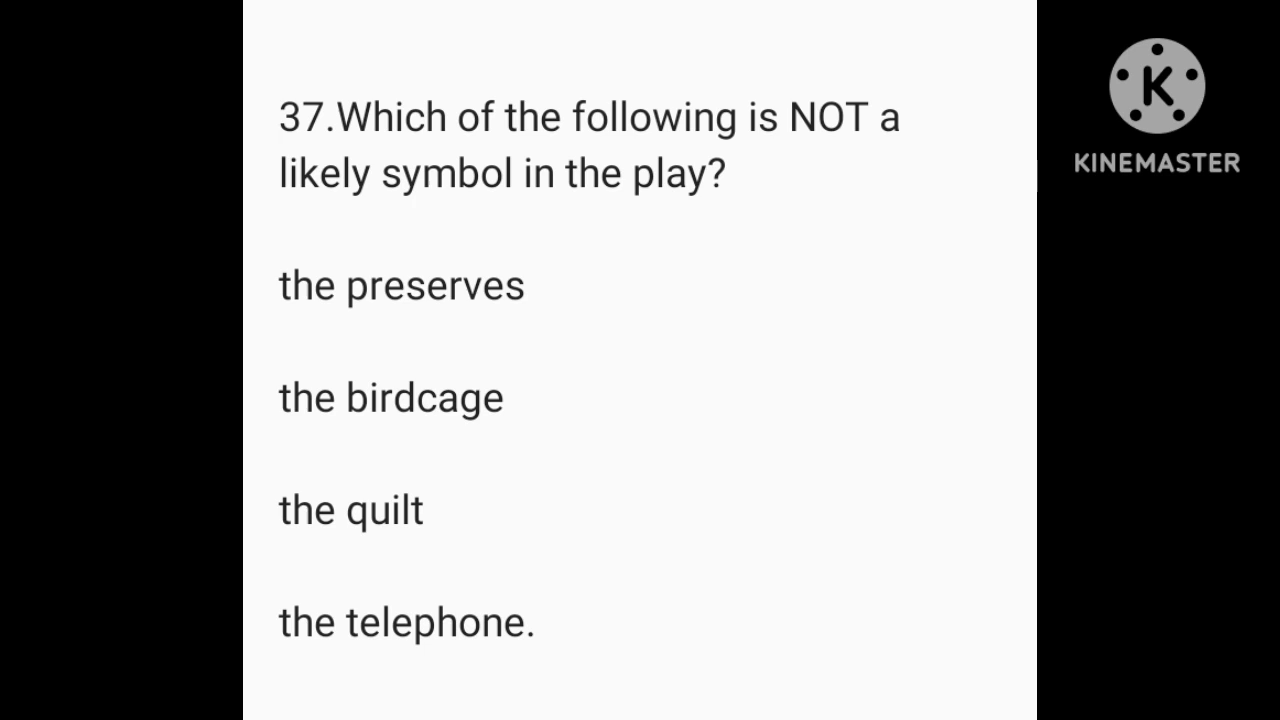 37.Which of the following is NOT a
likely symbol in the play?
the preserves
the birdcage
the quilt
the telephone.
K
KINEMASTER